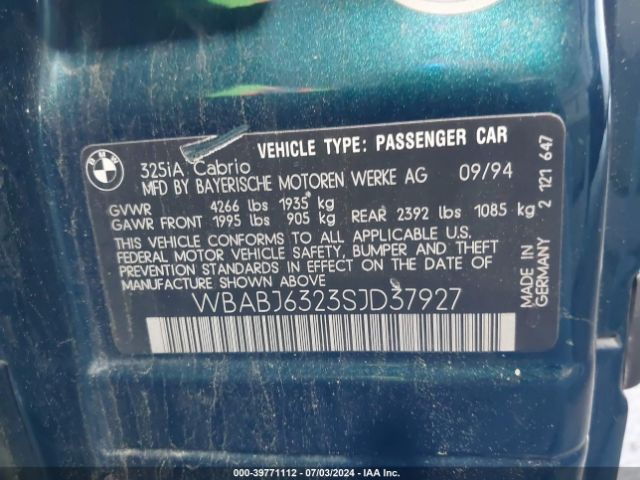 BMW
325iA Cabrio VEHICLE TYPE: PASSENGER CAR
MFD BY BAYERISCHE MOTOREN WERKE AG 09/94
GVWR 4266 lbs 1935 kg
GAWR FRONT 1995 lbs 905 kg REAR 2392 lbs 1085 kg
THIS VEHICLE CONFORMS TO ALL APPLICABLE U.S.
FEDERAL MOTOR VEHICLE SAFETY, BUMPER AND THEFT
PREVENTION STANDARDS IN EFFECT ON THE DATE OF
MANUFACTURE SHOWN ABOVE
WBABJ6323SJD37927
2 121 647
MADE IN GERMANY
000-39771112 - 07/03/2024 - IAA Inc.